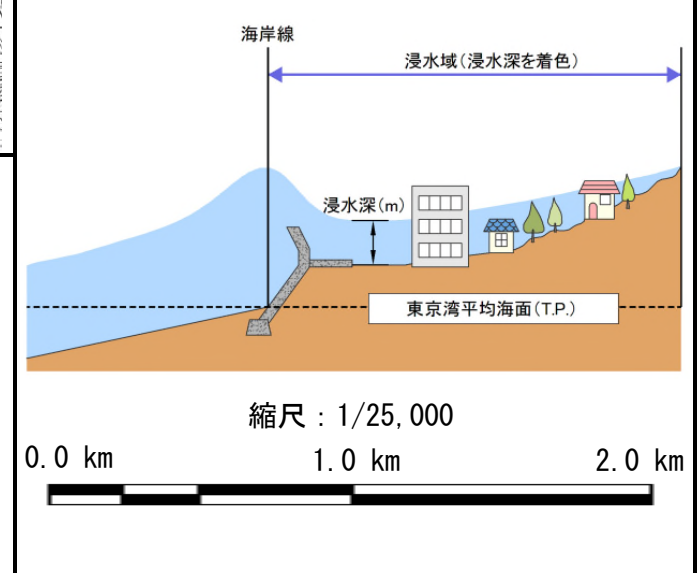 海岸線
浸水域(浸水深を着色)
浸水深(m)
東京湾平均海面(T.P.)
縮尺：1/25,000
0.0 km 1.0 km 2.0 km